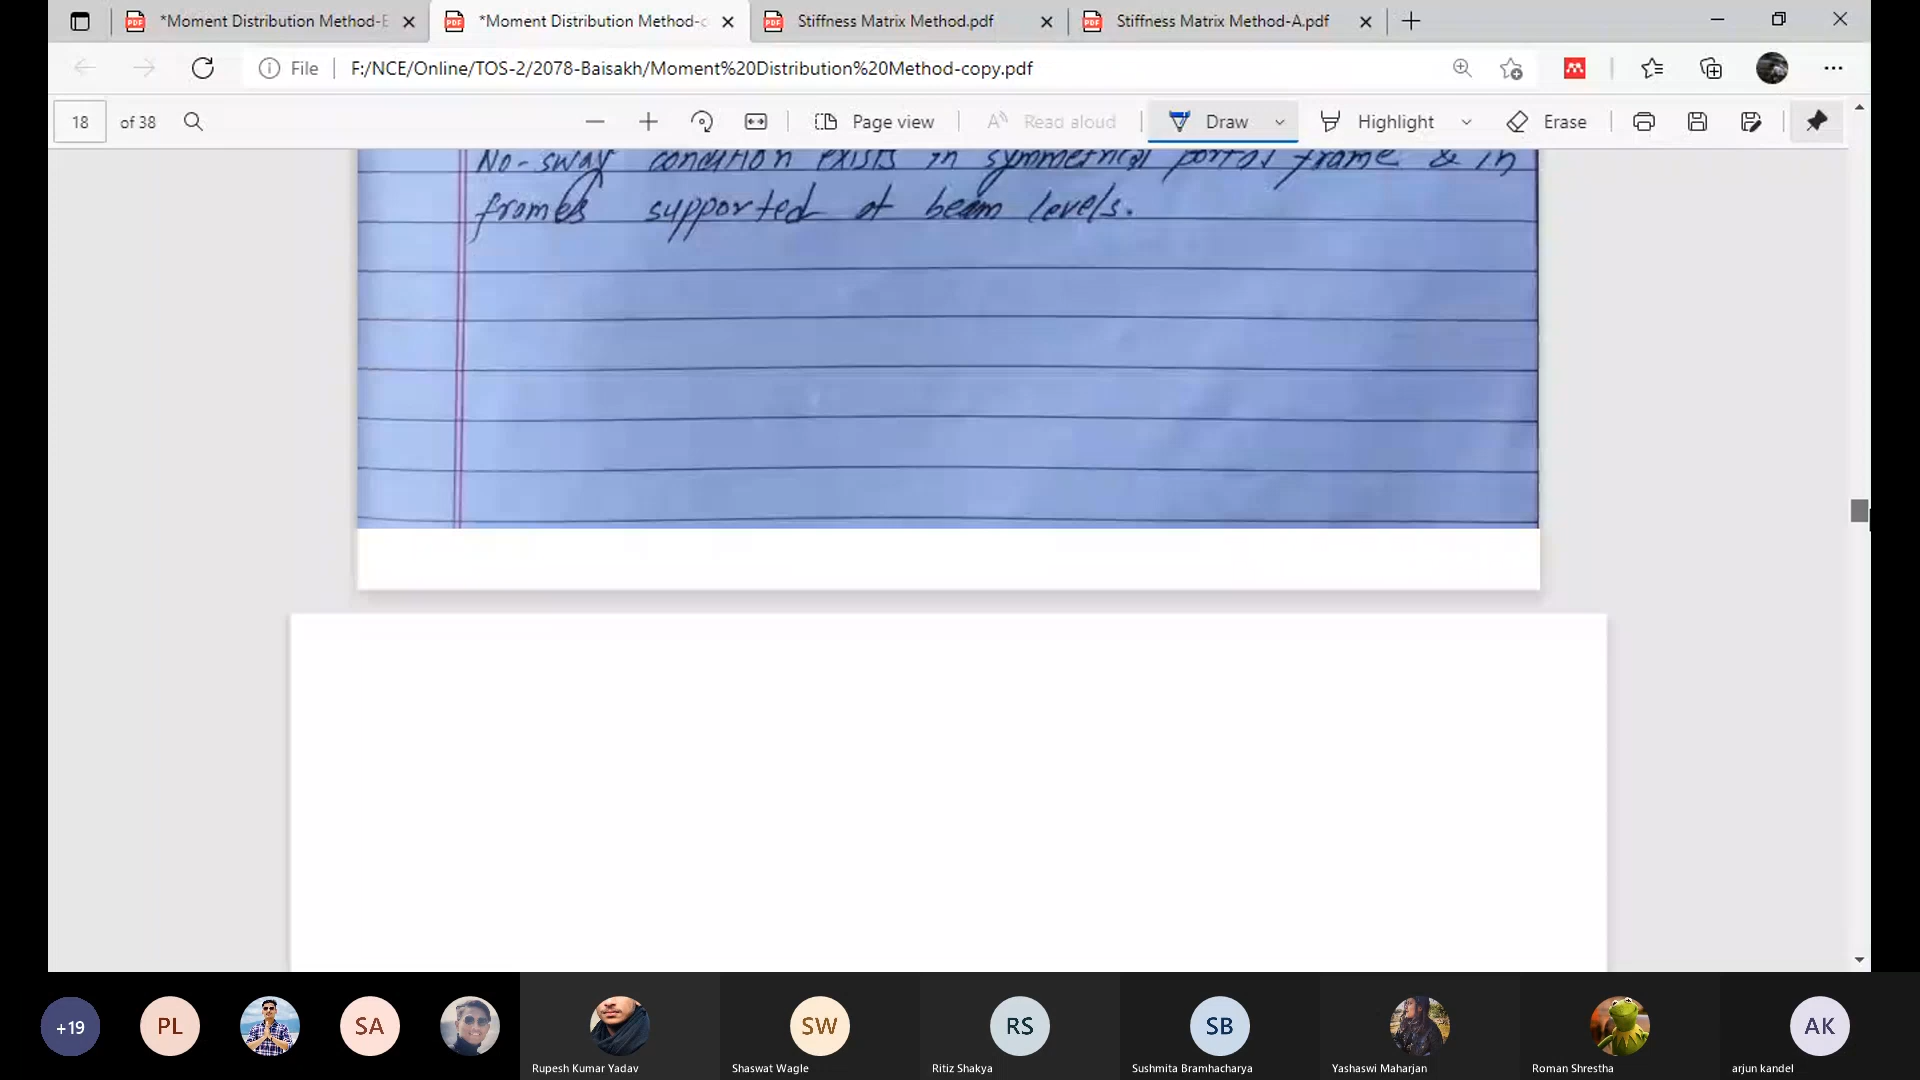 *Moment Distribution Method-E
*Moment Distribution Method-c
Stiffness Matrix Method.pdf
Stiffness Matrix Method-A.pdf
File
F:/NCE/Online/TOS-2/2078-Baisakh/Moment%20Distribution%20Method-copy.pdf
18 of 38
Page view
Read aloud
Draw
Highlight
Erase
No-sway condition exists in symmetrical portal frame & in
frames supported at beam levels.
+19
PL
SA
SW
RS
SB
AK
Rupesh Kumar Yadav
Shaswat Wagle
Ritiz Shakya
Sushmita Bramhacharya
Yashaswi Maharjan
Roman Shrestha
arjun kandel